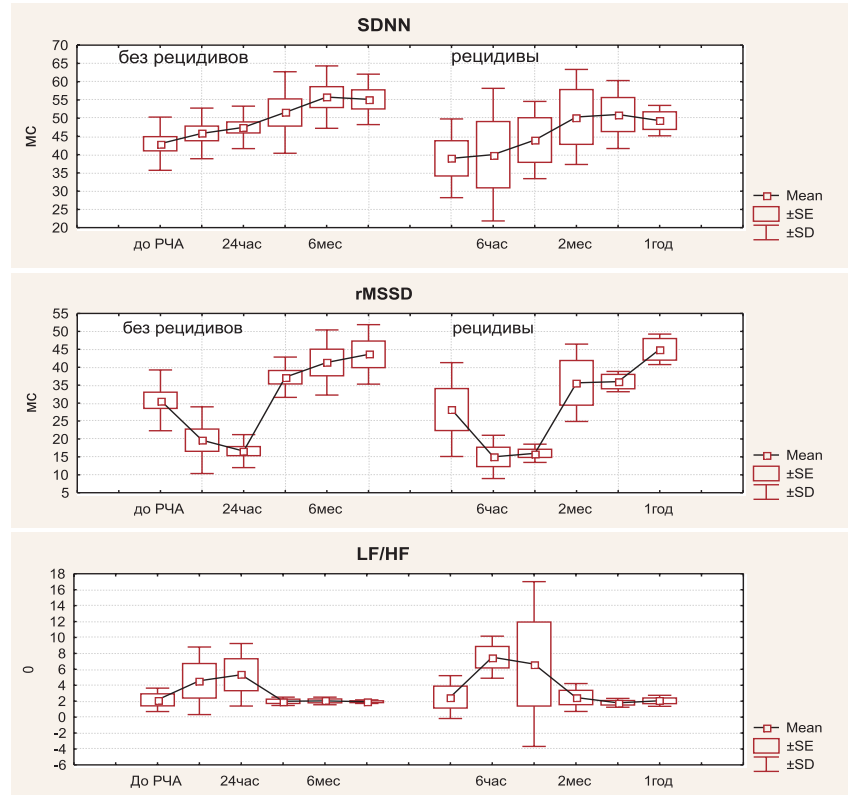 SDNN
70
65
60
55
50
45
40
35
30
25
20
мс
без рецидивов
рецидивы
до РЧА 24час 6мес 6час 2мес 1год
Mean
±SE
±SD
rMSSD
55
50
45
40
35
30
25
20
15
10
5
мс
без рецидивов
рецидивы
до РЧА 24час 6мес 6час 2мес 1год
Mean
±SE
±SD
LF/HF
18
16
14
12
10
8
6
4
2
0
-2
-4
-6
0
До РЧА 24час 6мес 6час 2мес 1год
Mean
±SE
±SD